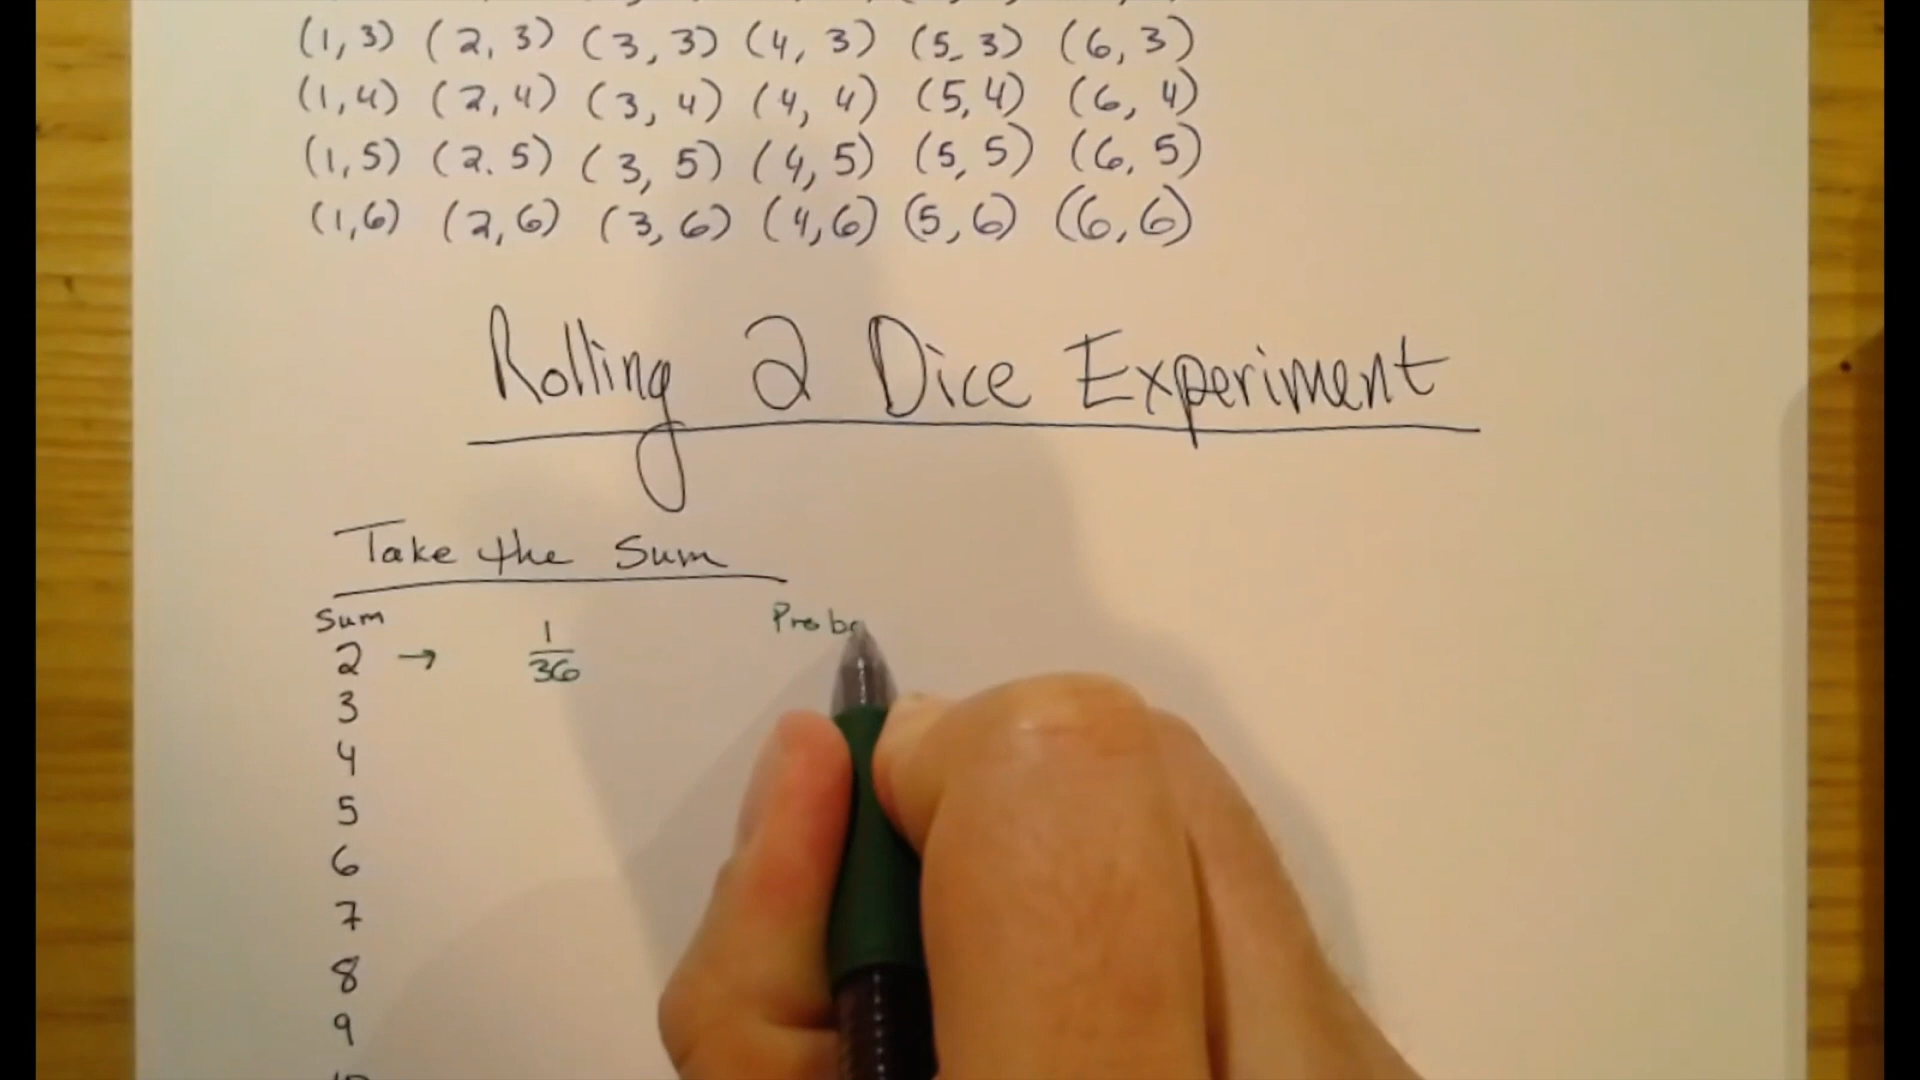 (1,3) (2,3) (3,3) (4,3) (5,3) (6,3)
(1,4) (2,4) (3,4) (4,4) (5,4) (6,4)
(1,5) (2.5) (3,5) (4,5) (5,5) (6,5)
(1,6) (2,6) (3,6) (4,6) (5,6) (6,6)
Rolling 2 Dice Experiment
Take the Sum
Sum Proba
2 → 1/36
3
4
5
6
7
8
9